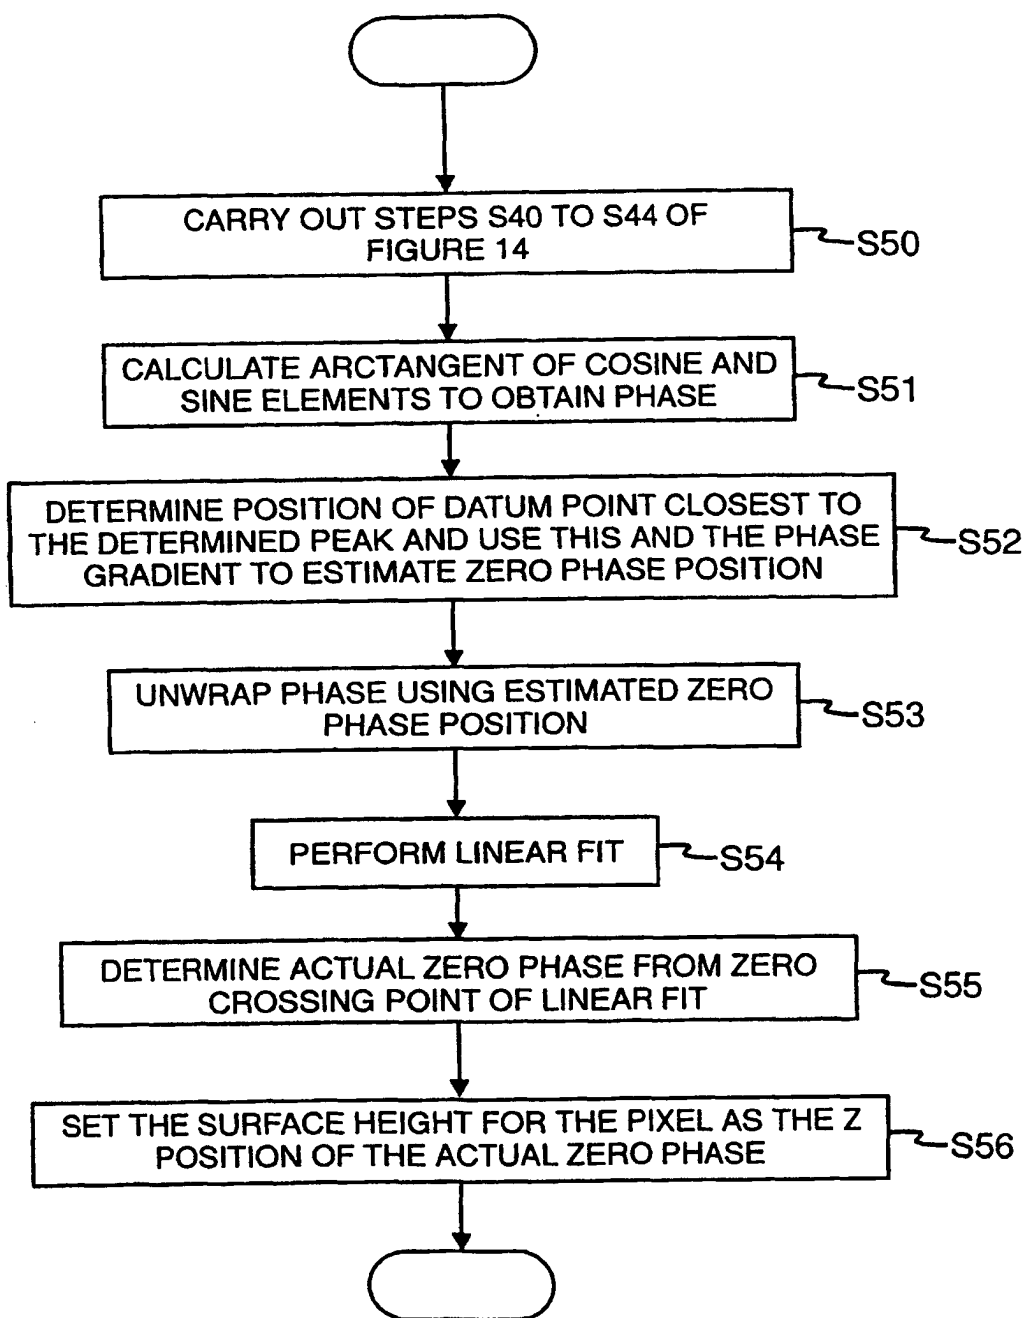 CARRY OUT STEPS S40 TO S44 OF
FIGURE 14
S50
CALCULATE ARCTANGENT OF COSINE AND
SINE ELEMENTS TO OBTAIN PHASE
S51
DETERMINE POSITION OF DATUM POINT CLOSEST TO
THE DETERMINED PEAK AND USE THIS AND THE PHASE
GRADIENT TO ESTIMATE ZERO PHASE POSITION
S52
UNWRAP PHASE USING ESTIMATED ZERO
PHASE POSITION
S53
PERFORM LINEAR FIT
S54
DETERMINE ACTUAL ZERO PHASE FROM ZERO
CROSSING POINT OF LINEAR FIT
S55
SET THE SURFACE HEIGHT FOR THE PIXEL AS THE Z
POSITION OF THE ACTUAL ZERO PHASE
S56